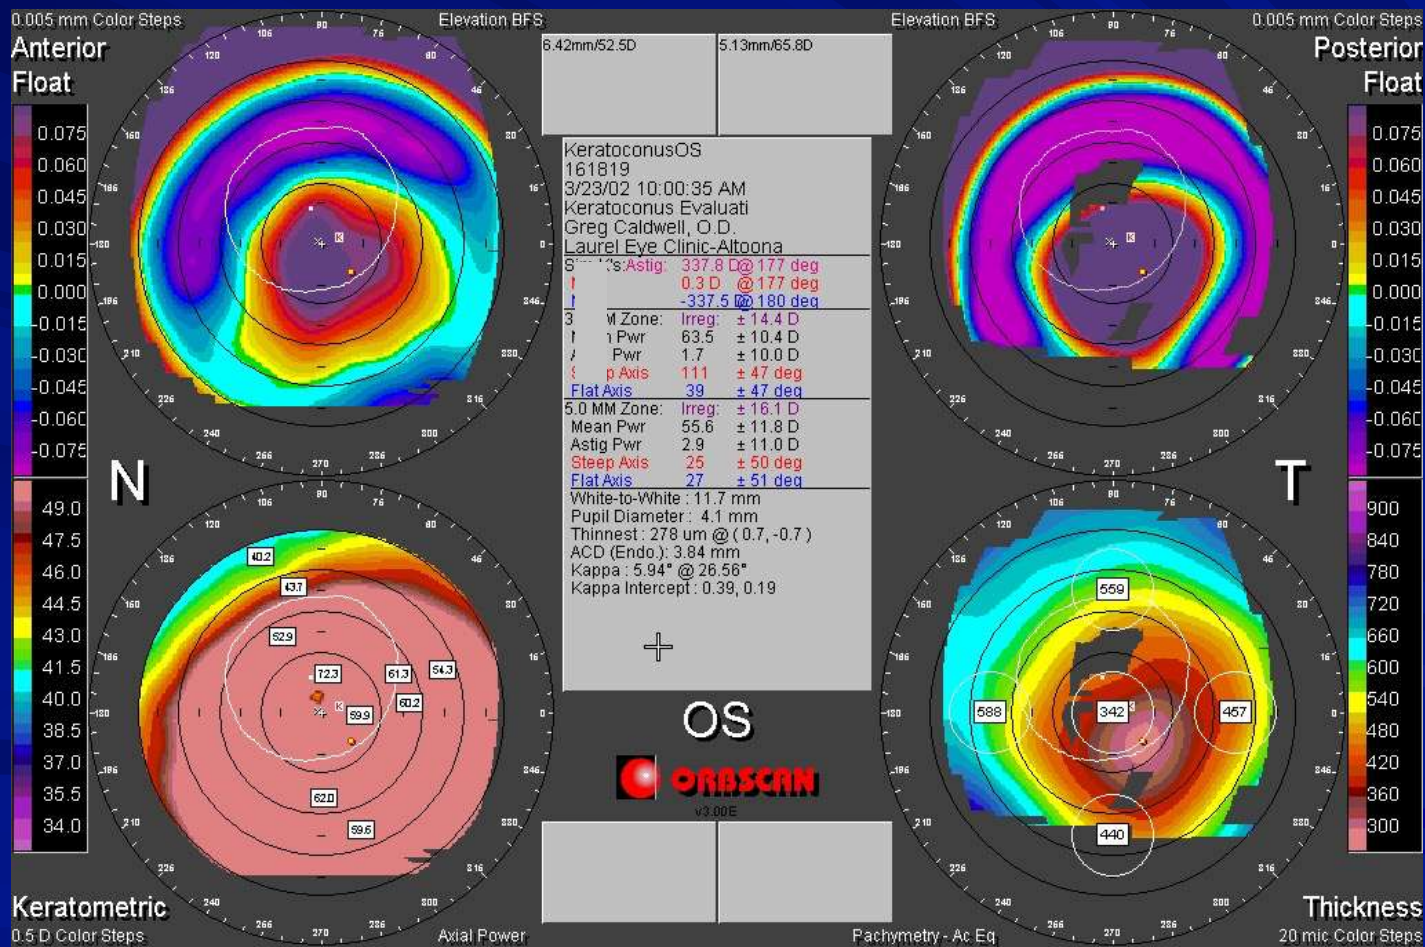 0.005 mm Color Steps
Elevation BFS
Anterior
Float
0.075
0.060
0.045
0.030
0.015
0.000
-0.015
-0.030
-0.045
-0.060
-0.075
6.42mm/52.5D
5.13mm/65.8D
Elevation BFS
0.005 mm Color Steps
Posterior
Float
0.075
0.060
0.045
0.030
0.015
0.000
-0.015
-0.030
-0.045
-0.060
-0.075
KeratoconusOS
161819
3/23/02 10:00:35 AM
Keratoconus Evaluati
Greg Caldwell, O.D.
Laurel Eye Clinic-Altoona
Astig: 337.8 D@ 177 deg
0.3 D @ 177 deg
-337.5 D@ 180 deg
3 M Zone: Irreg: ± 14.4 D
Pwr 63.5 ± 10.4 D
Pwr 1.7 ± 10.0 D
Axis 111 ± 47 deg
Flat Axis 39 ± 47 deg
5.0 MM Zone: Irreg: ± 16.1 D
Mean Pwr 55.6 ± 11.8 D
Astig Pwr 2.9 ± 11.0 D
Steep Axis 25 ± 50 deg
Flat Axis 27 ± 51 deg
White-to-White : 11.7 mm
Pupil Diameter : 4.1 mm
Thinnest : 278 um @ ( 0.7, -0.7 )
ACD (Endo.): 3.84 mm
Kappa : 5.94° @ 26.56°
Kappa Intercept : 0.39, 0.19
N
T
OS
ORBSCAN
v3.00E
49.0
47.5
46.0
44.5
43.0
41.5
40.0
38.5
37.0
35.5
34.0
40.2
43.7
52.9
72.3
61.3
54.3
60.2
59.9
62.0
59.6
K
900
840
780
720
660
600
540
480
420
360
300
559
588
342
457
440
Keratometric
0.5 D Color Steps
Axial Power
Pachymetry - Ac Eq
Thickness
20 mic Color Steps